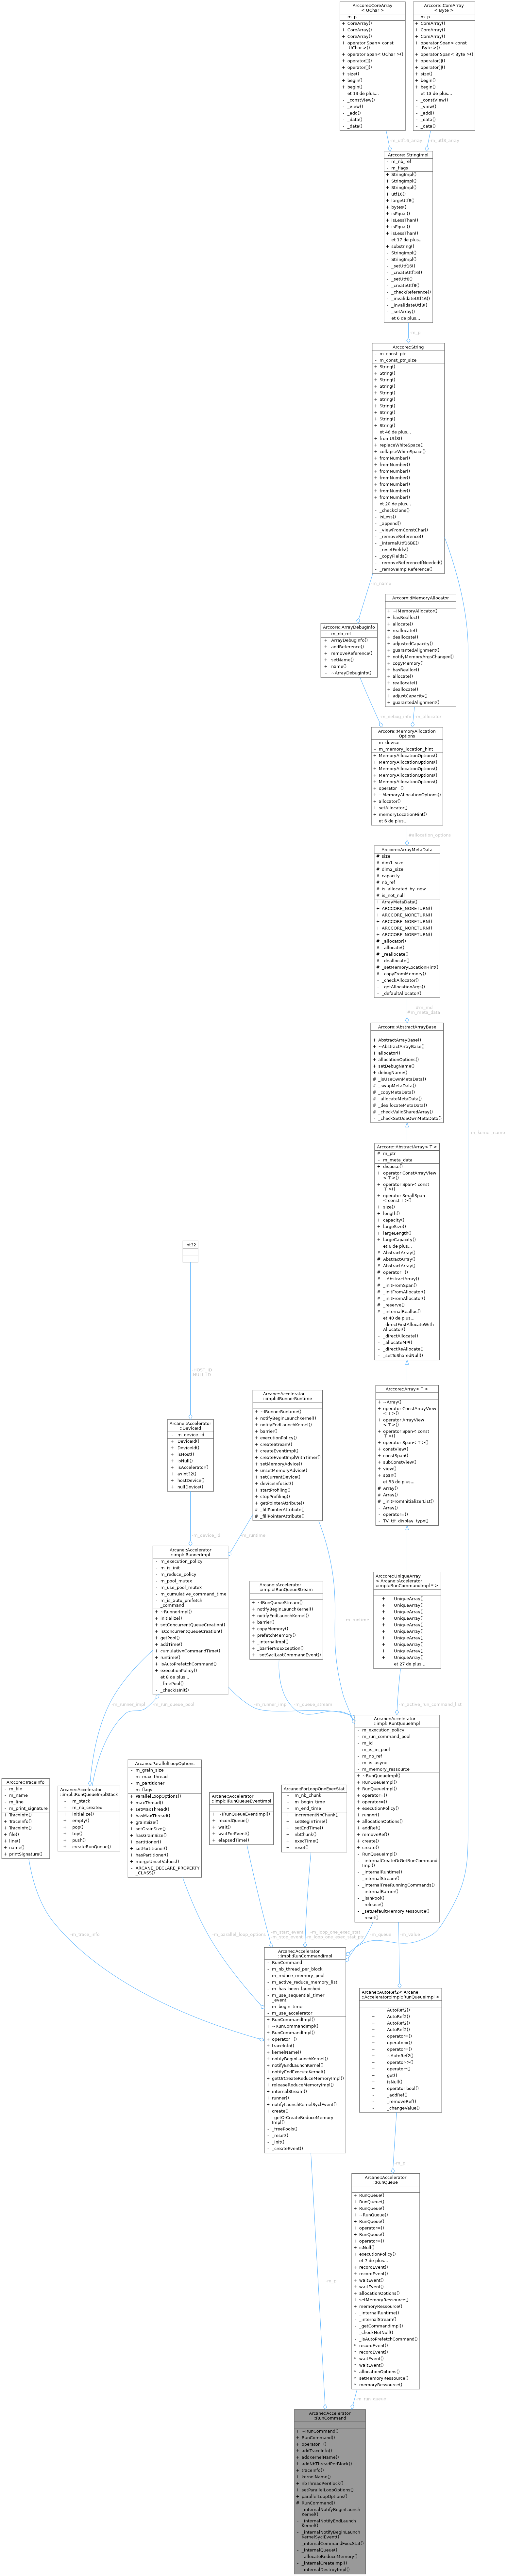 Arccore::CoreArray
< UChar >
- m_p
+ CoreArray()
+ CoreArray()
+ CoreArray()
+ operator Span< const
UChar >()
+ operator Span< UChar >()
+ operator[]()
+ operator[]()
+ size()
+ begin()
+ begin()
et 13 de plus...
- _constView()
- _view()
- _add()
- _data()
- _data()
Arccore::CoreArray
< Byte >
- m_p
+ CoreArray()
+ CoreArray()
+ CoreArray()
+ operator Span< const
Byte >()
+ operator Span< Byte >()
+ operator[]()
+ operator[]()
+ size()
+ begin()
+ begin()
et 13 de plus...
- _constView()
- _view()
- _add()
- _data()
- _data()
-m_utf16_array
-m_utf8_array
Arccore::StringImpl
- m_nb_ref
- m_flags
+ StringImpl()
+ StringImpl()
+ StringImpl()
+ utf16()
+ largeUtf8()
+ bytes()
+ isEqual()
+ isLessThan()
+ isEqual()
+ isLessThan()
et 17 de plus...
+ substring()
- StringImpl()
- StringImpl()
- _setUtf16()
- _createUtf16()
- _setUtf8()
- _createUtf8()
- _checkReference()
- _invalidateUtf16()
- _invalidateUtf8()
- _setArray()
et 6 de plus...
-m_p
Arccore::String
- m_const_ptr
- m_const_ptr_size
+ String()
+ String()
+ String()
+ String()
+ String()
+ String()
+ String()
+ String()
+ String()
+ String()
et 46 de plus...
+ fromUtf8()
+ replaceWhiteSpace()
+ collapseWhiteSpace()
+ fromNumber()
+ fromNumber()
+ fromNumber()
+ fromNumber()
+ fromNumber()
+ fromNumber()
+ fromNumber()
et 20 de plus...
- _checkClone()
- isLess()
- _append()
- _viewFromConstChar()
- _removeReference()
- _internalUtf16BE()
- _resetFields()
- _copyFields()
- _removeReferenceIfNeeded()
- _removeImplReference()
-m_name
Arccore::ArrayDebugInfo
- m_nb_ref
+ ArrayDebugInfo()
+ addReference()
+ removeReference()
+ setName()
+ name()
- ~ArrayDebugInfo()
Arccore::IMemoryAllocator
+ ~IMemoryAllocator()
+ hasRealloc()
+ allocate()
+ reallocate()
+ deallocate()
+ adjustedCapacity()
+ guarantedAlignment()
+ notifyMemoryArgsChanged()
+ copyMemory()
+ hasRealloc()
+ allocate()
+ reallocate()
+ deallocate()
+ adjustCapacity()
+ guarantedAlignment()
-m_debug_info
-m_allocator
Arccore::MemoryAllocation
Options
- m_device
- m_memory_location_hint
+ MemoryAllocationOptions()
+ MemoryAllocationOptions()
+ MemoryAllocationOptions()
+ MemoryAllocationOptions()
+ MemoryAllocationOptions()
+ operator=()
+ ~MemoryAllocationOptions()
+ allocator()
+ setAllocator()
+ memoryLocationHint()
et 6 de plus...
#allocation_options
Arccore::ArrayMetaData
# size
# dim1_size
# dim2_size
# capacity
# nb_ref
# is_allocated_by_new
# is_not_null
+ ArrayMetaData()
+ ARCCORE_NORETURN()
+ ARCCORE_NORETURN()
+ ARCCORE_NORETURN()
+ ARCCORE_NORETURN()
+ ARCCORE_NORETURN()
# _allocator()
# _allocate()
# _reallocate()
# _deallocate()
# _setMemoryLocationHint()
# _copyFromMemory()
- _checkAllocator()
- _getAllocationArgs()
- _defaultAllocator()
#m_md
#m_meta_data
Arccore::AbstractArrayBase
+ AbstractArrayBase()
+ ~AbstractArrayBase()
+ allocator()
+ allocationOptions()
+ setDebugName()
+ debugName()
# _isUseOwnMetaData()
# _swapMetaData()
# _copyMetaData()
# _allocateMetaData()
# _deallocateMetaData()
# _checkValidSharedArray()
- _checkSetUseOwnMetaData()
-m_kernel_name
Arccore::AbstractArray< T >
# m_ptr
- m_meta_data
+ dispose()
+ operator ConstArrayView
< T >()
+ operator Span< const
T >()
+ operator SmallSpan
< const T >()
+ size()
+ length()
+ capacity()
+ largeSize()
+ largeLength()
+ largeCapacity()
et 6 de plus...
# AbstractArray()
# AbstractArray()
# AbstractArray()
# operator=()
# ~AbstractArray()
# _initFromSpan()
# _initFromAllocator()
# _initFromAllocator()
# _reserve()
# _internalRealloc()
et 40 de plus...
- _directFirstAllocateWith
Allocator()
- _directAllocate()
- _allocateMP()
- _directReAllocate()
- _setToSharedNull()
Int32
-HOST_ID
-NULL_ID
Arccore::Array< T >
+ ~Array()
+ operator ConstArrayView
< T >()
+ operator ArrayView
< T >()
+ operator Span< const
T >()
+ operator Span< T >()
+ constView()
+ constSpan()
+ subConstView()
+ view()
+ span()
et 53 de plus...
# Array()
# Array()
# _initFromInitializerList()
- Array()
- operator=()
- TV_ttf_display_type()
Arcane::Accelerator
::impl::IRunnerRuntime
+ ~IRunnerRuntime()
+ notifyBeginLaunchKernel()
+ notifyEndLaunchKernel()
+ barrier()
+ executionPolicy()
+ createStream()
+ createEventImpl()
+ createEventImplWithTimer()
+ setMemoryAdvice()
+ unsetMemoryAdvice()
+ setCurrentDevice()
+ deviceInfoList()
+ startProfiling()
+ stopProfiling()
+ getPointerAttribute()
# _fillPointerAttribute()
# _fillPointerAttribute()
Arcane::Accelerator
::DeviceId
- m_device_id
+ DeviceId()
+ DeviceId()
+ isHost()
+ isNull()
+ isAccelerator()
+ asInt32()
+ hostDevice()
+ nullDevice()
-m_device_id
-m_runtime
Arcane::Accelerator
::impl::RunnerImpl
- m_execution_policy
- m_is_init
- m_reduce_policy
- m_pool_mutex
- m_use_pool_mutex
- m_cumulative_command_time
- m_is_auto_prefetch
_command
+ ~RunnerImpl()
+ initialize()
+ setConcurrentQueueCreation()
+ isConcurrentQueueCreation()
+ getPool()
+ addTime()
+ cumulativeCommandTime()
+ runtime()
+ isAutoPrefetchCommand()
+ executionPolicy()
et 8 de plus...
- _freePool()
- _checkIsInit()
Arcane::Accelerator
::impl::IRunQueueStream
+ ~IRunQueueStream()
+ notifyBeginLaunchKernel()
+ notifyEndLaunchKernel()
+ barrier()
+ copyMemory()
+ prefetchMemory()
+ _internalImpl()
+ _barrierNoException()
+ _setSyclLastCommandEvent()
-m_runtime
Arccore::UniqueArray
< Arcane::Accelerator
::impl::RunCommandImpl * >
+ UniqueArray()
+ UniqueArray()
+ UniqueArray()
+ UniqueArray()
+ UniqueArray()
+ UniqueArray()
+ UniqueArray()
+ UniqueArray()
+ UniqueArray()
+ UniqueArray()
et 27 de plus...
-m_runner_impl
-m_run_queue_pool
-m_runner_impl
-m_queue_stream
-m_active_run_command_list
Arcane::Accelerator
::impl::RunQueueImpl
- m_execution_policy
- m_run_command_pool
- m_id
- m_is_in_pool
- m_nb_ref
- m_is_async
- m_memory_ressource
+ ~RunQueueImpl()
+ RunQueueImpl()
+ RunQueueImpl()
+ operator=()
+ operator=()
+ executionPolicy()
+ runner()
+ allocationOptions()
+ addRef()
+ removeRef()
+ create()
+ create()
- RunQueueImpl()
- _internalCreateOrGetRunCommand
Impl()
- _internalRuntime()
- _internalStream()
- _internalFreeRunningCommands()
- _internalBarrier()
- _isInPool()
- _release()
- _setDefaultMemoryRessource()
- _reset()
Arccore::TraceInfo
- m_file
- m_name
- m_line
- m_print_signature
+ TraceInfo()
+ TraceInfo()
+ TraceInfo()
+ file()
+ line()
+ name()
+ printSignature()
Arcane::Accelerator
::impl::RunQueueImplStack
- m_stack
- m_nb_created
+ initialize()
+ empty()
+ pop()
+ top()
+ push()
+ createRunQueue()
Arcane::ParallelLoopOptions
- m_grain_size
- m_max_thread
- m_partitioner
- m_flags
+ ParallelLoopOptions()
+ maxThread()
+ setMaxThread()
+ hasMaxThread()
+ grainSize()
+ setGrainSize()
+ hasGrainSize()
+ partitioner()
+ setPartitioner()
+ hasPartitioner()
+ mergeUnsetValues()
- ARCANE_DECLARE_PROPERTY
_CLASS()
Arcane::Accelerator
::impl::IRunQueueEventImpl
+ ~IRunQueueEventImpl()
+ recordQueue()
+ wait()
+ waitForEvent()
+ elapsedTime()
Arcane::ForLoopOneExecStat
- m_nb_chunk
- m_begin_time
- m_end_time
+ incrementNbChunk()
+ setBeginTime()
+ setEndTime()
+ nbChunk()
+ execTime()
+ reset()
-m_trace_info
-m_parallel_loop_options
-m_start_event
-m_stop_event
-m_loop_one_exec_stat
-m_loop_one_exec_stat_ptr
-m_queue
-m_value
Arcane::Accelerator
::impl::RunCommandImpl
- RunCommand
- m_nb_thread_per_block
- m_reduce_memory_pool
- m_active_reduce_memory_list
- m_has_been_launched
- m_use_sequential_timer
_event
- m_begin_time
- m_use_accelerator
+ RunCommandImpl()
+ ~RunCommandImpl()
+ RunCommandImpl()
+ operator=()
+ traceInfo()
+ kernelName()
+ notifyBeginLaunchKernel()
+ notifyEndLaunchKernel()
+ notifyEndExecuteKernel()
+ getOrCreateReduceMemoryImpl()
+ releaseReduceMemoryImpl()
+ internalStream()
+ runner()
+ notifyLaunchKernelSyclEvent()
+ create()
- _getOrCreateReduceMemory
Impl()
- _freePools()
- _reset()
- _init()
- _createEvent()
Arcane::AutoRef2< Arcane
::Accelerator::impl::RunQueueImpl >
+ AutoRef2()
+ AutoRef2()
+ AutoRef2()
+ AutoRef2()
+ operator=()
+ operator=()
+ operator=()
+ ~AutoRef2()
+ operator->()
+ operator*()
+ get()
+ isNull()
+ operator bool()
- _addRef()
- _removeRef()
- _changeValue()
-m_p
Arcane::Accelerator
::RunQueue
+ RunQueue()
+ RunQueue()
+ RunQueue()
+ ~RunQueue()
+ RunQueue()
+ operator=()
+ RunQueue()
+ operator=()
+ isNull()
+ executionPolicy()
et 7 de plus...
+ recordEvent()
+ recordEvent()
+ waitEvent()
+ waitEvent()
+ allocationOptions()
+ setMemoryRessource()
+ memoryRessource()
- _internalRuntime()
- _internalStream()
- _getCommandImpl()
- _checkNotNull()
- _isAutoPrefetchCommand()
* recordEvent()
* recordEvent()
* waitEvent()
* waitEvent()
* allocationOptions()
* setMemoryRessource()
* memoryRessource()
-m_p
-m_run_queue
Arcane::Accelerator
::RunCommand
+ ~RunCommand()
+ RunCommand()
+ operator=()
+ addTraceInfo()
+ addKernelName()
+ addNbThreadPerBlock()
+ traceInfo()
+ kernelName()
+ nbThreadPerBlock()
+ setParallelLoopOptions()
+ parallelLoopOptions()
# RunCommand()
- _internalNotifyBeginLaunch
Kernel()
- _internalNotifyEndLaunch
Kernel()
- _internalNotifyBeginLaunch
KernelSyclEvent()
- _internalCommandExecStat()
- _internalQueue()
- _allocateReduceMemory()
- _internalCreateImpl()
- _internalDestroyImpl()